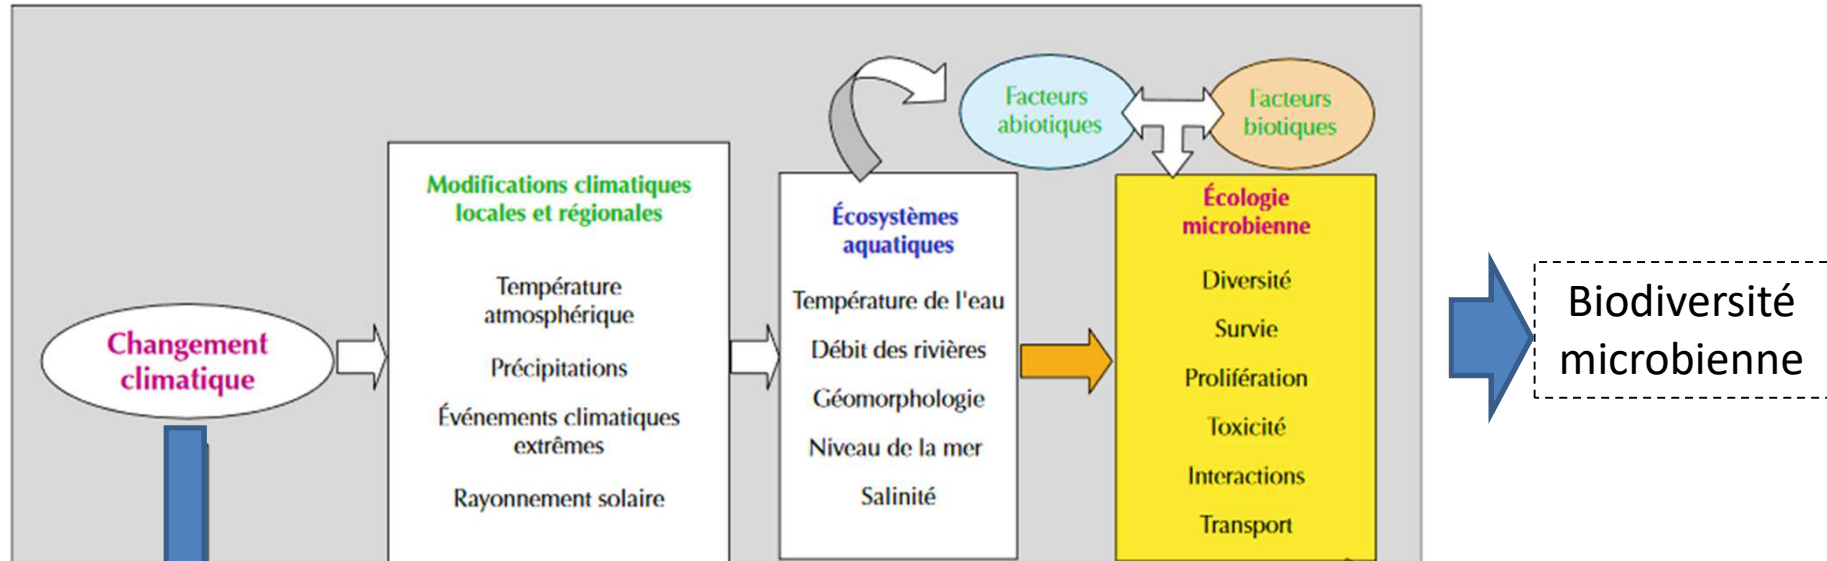 Changement
climatique
Modifications climatiques
locales et régionales
Température
atmosphérique
Précipitations
Événements climatiques
extrêmes
Rayonnement solaire
Écosystèmes
aquatiques
Température de l'eau
Débit des rivières
Géomorphologie
Niveau de la mer
Salinité
Facteurs
abiotiques
Facteurs
biotiques
Écologie
microbienne
Diversité
Survie
Prolifération
Toxicité
Interactions
Transport
Biodiversité
microbienne